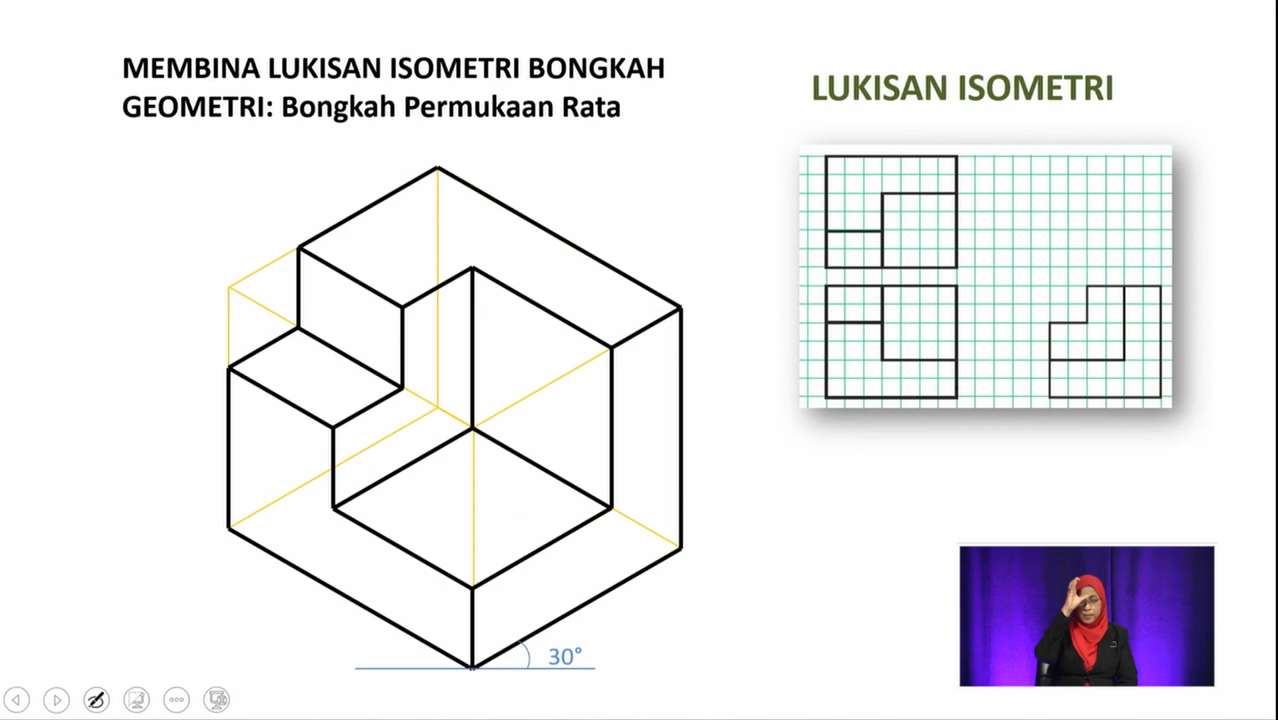 MEMBINA LUKISAN ISOMETRI BONGKAH
GEOMETRI: Bongkah Permukaan Rata
LUKISAN ISOMETRI
30°